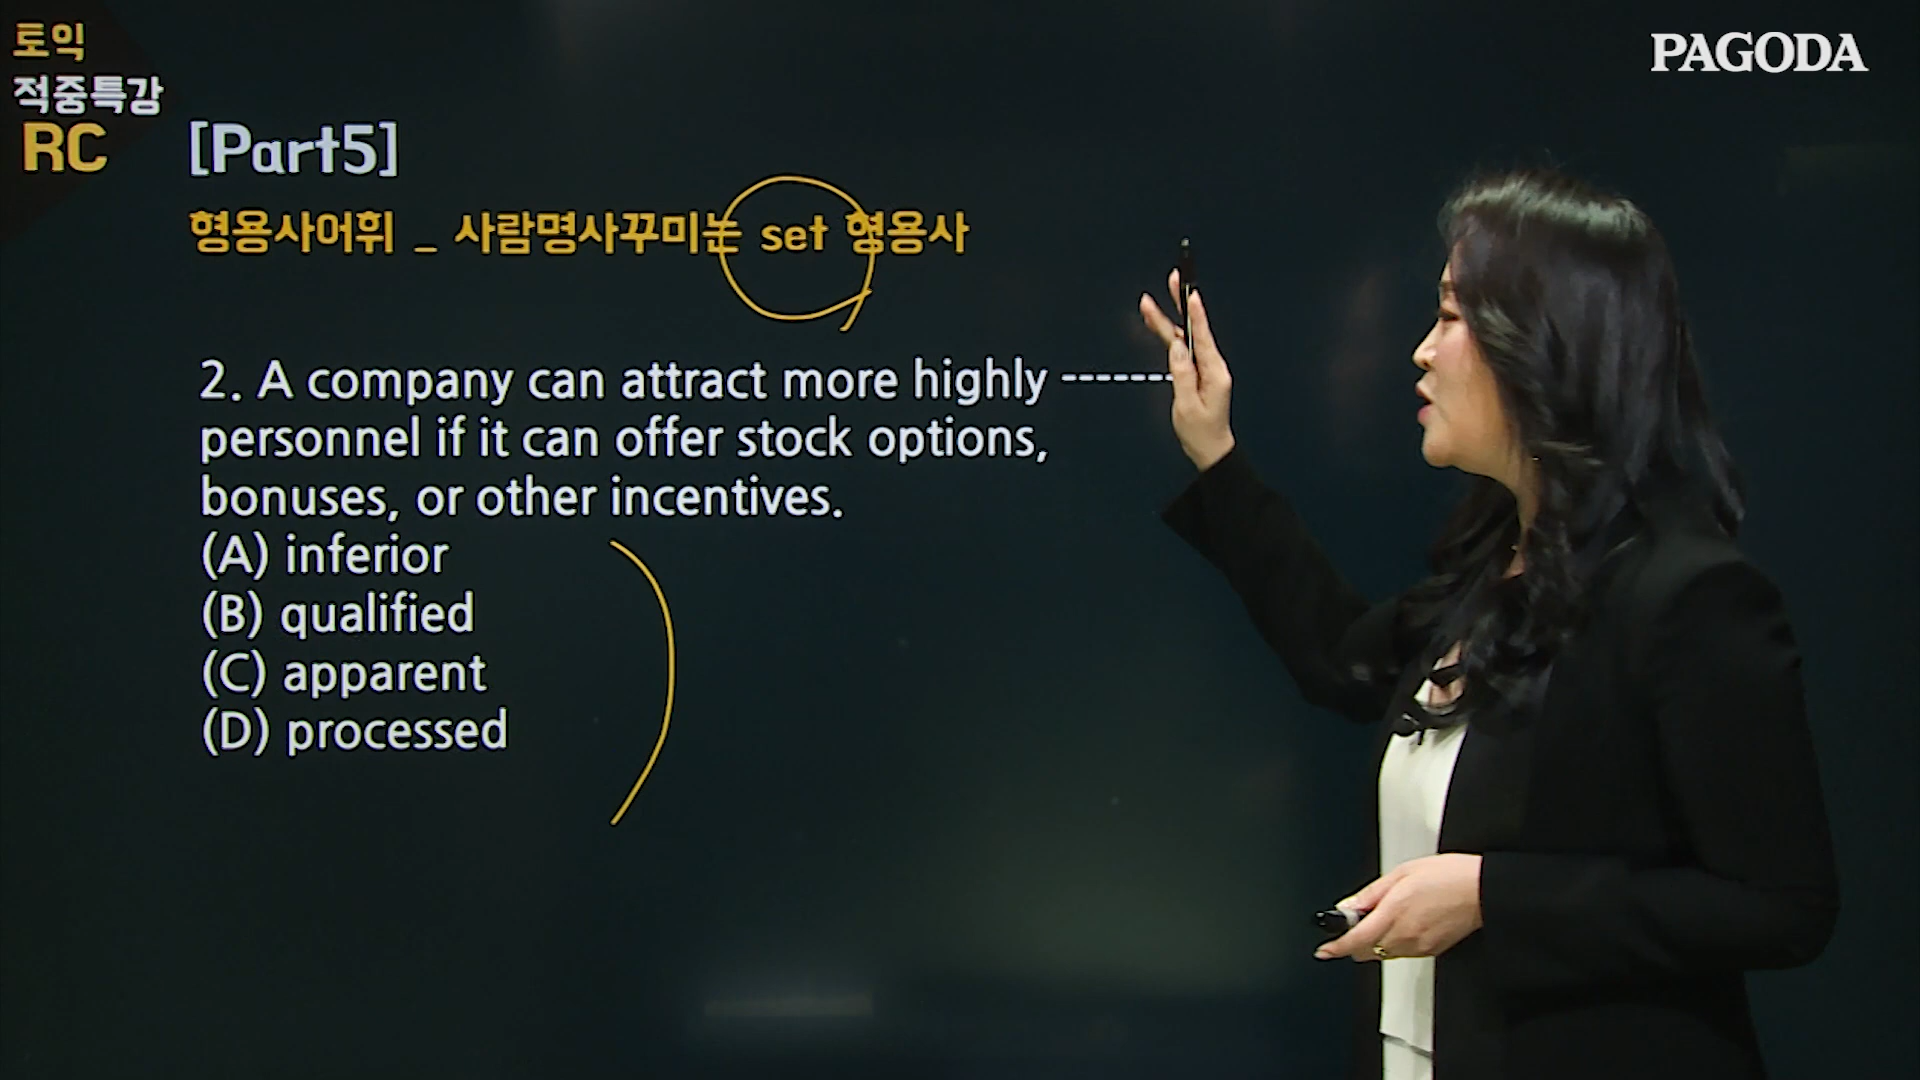 토익
적중특강
RC
PAGODA
[Part5]
형용사어휘 _ 사람명사꾸미는 set 형용사
2. A company can attract more highly -------
personnel if it can offer stock options,
bonuses, or other incentives.
(A) inferior
(B) qualified
(C) apparent
(D) processed